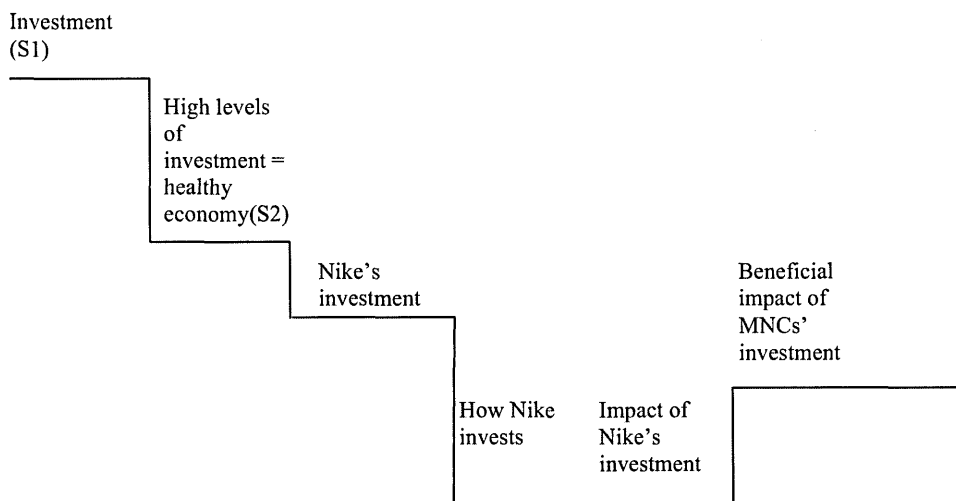 Investment
(S1)
High levels
of
investment =
healthy
economy(S2)
Nike's
investment
How Nike
invests
Impact of
Nike's
investment
Beneficial
impact of
MNCs'
investment